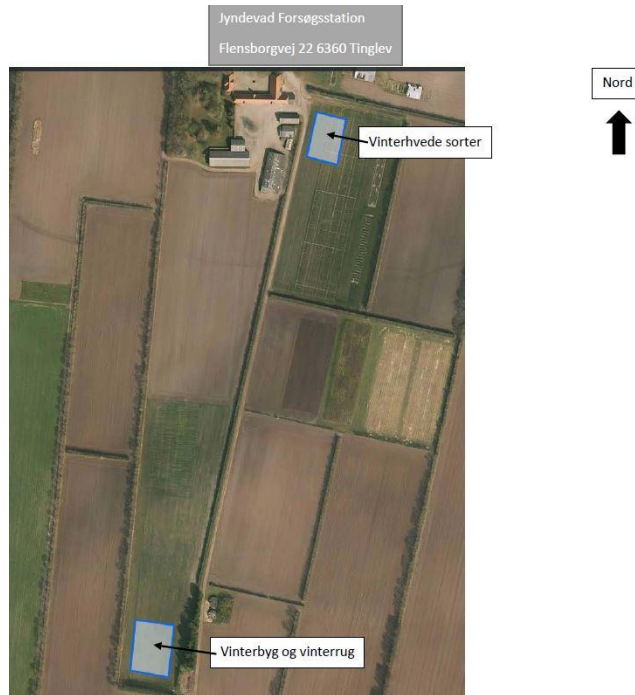 Jyndevad Forsøgsstation
Flensborgvej 22 6360 Tinglev
Nord
Vinterhvede sorter
Vinterbyg og vinterrug